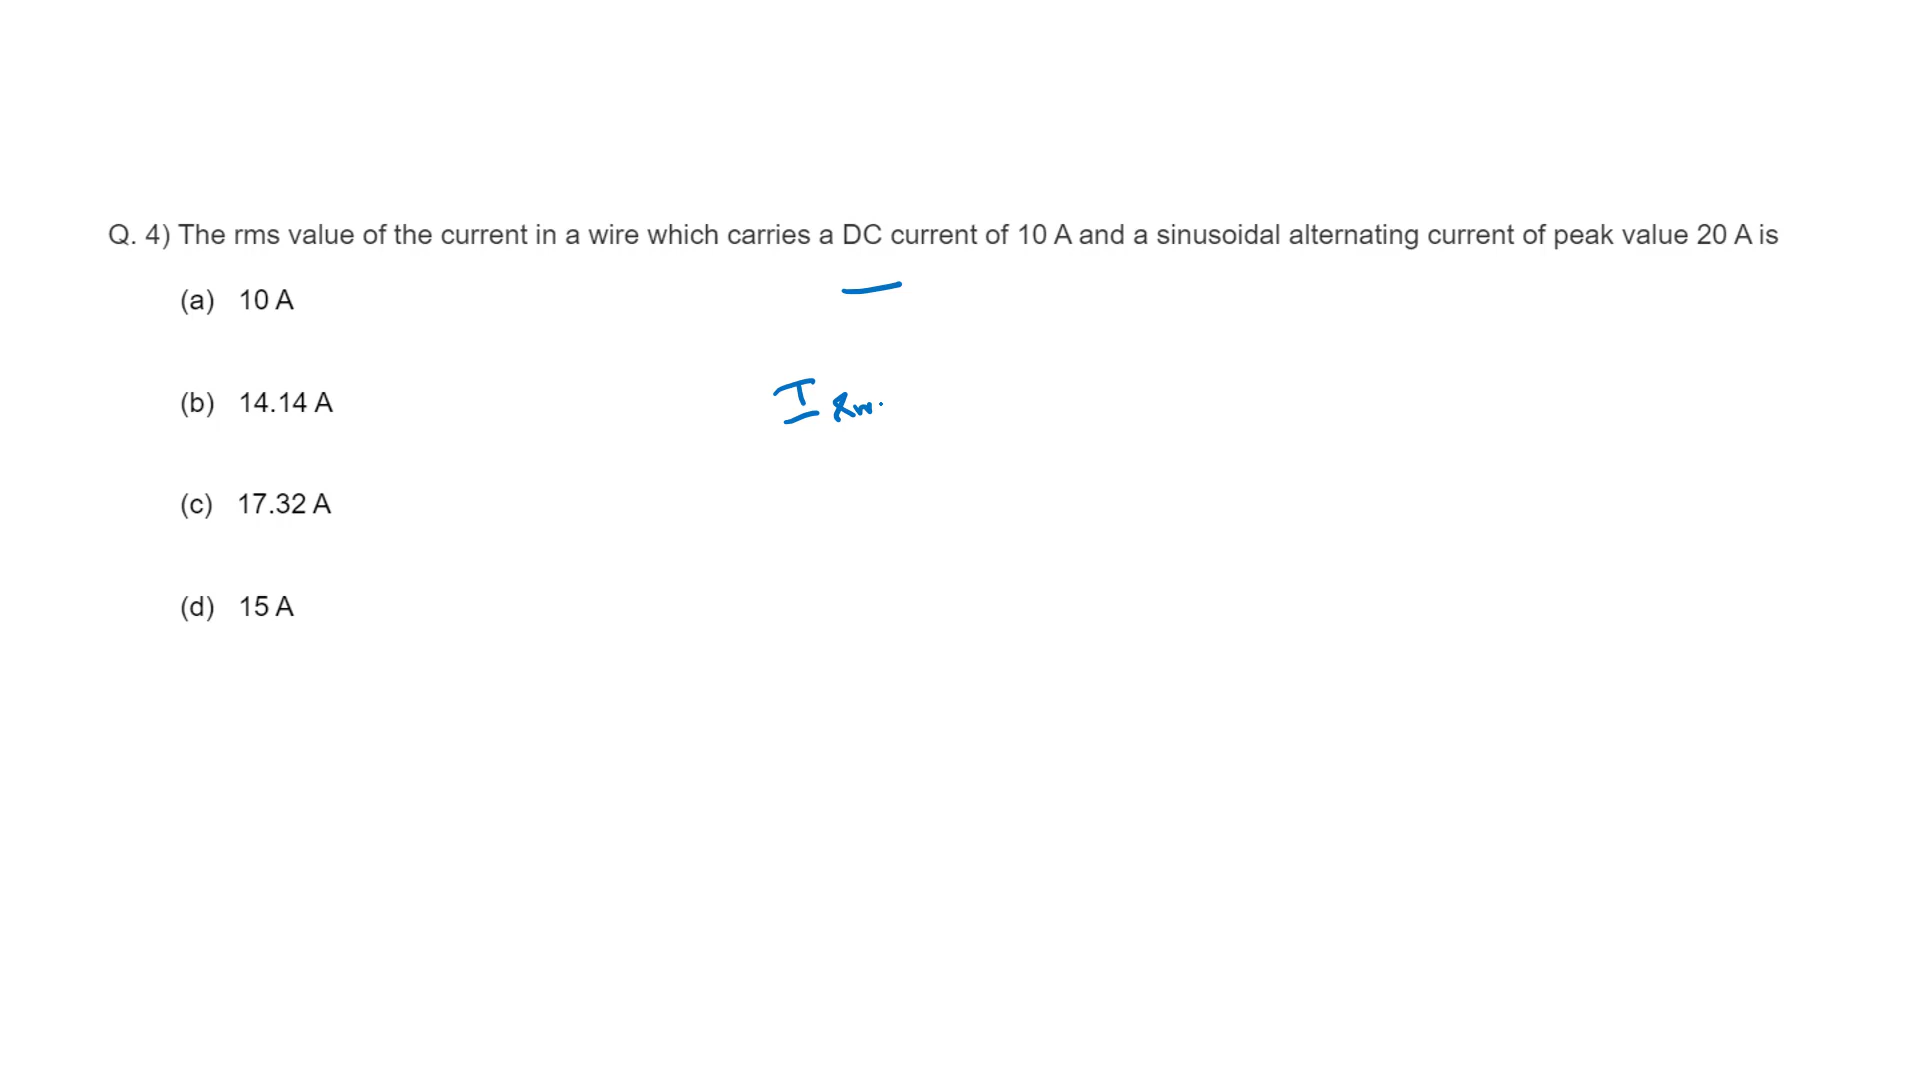 Q. 4) The rms value of the current in a wire which carries a DC current of 10 A and a sinusoidal alternating current of peak value 20 A is
(a) 10 A
(b) 14.14 A
I
(c) 17.32 A
(d) 15 A